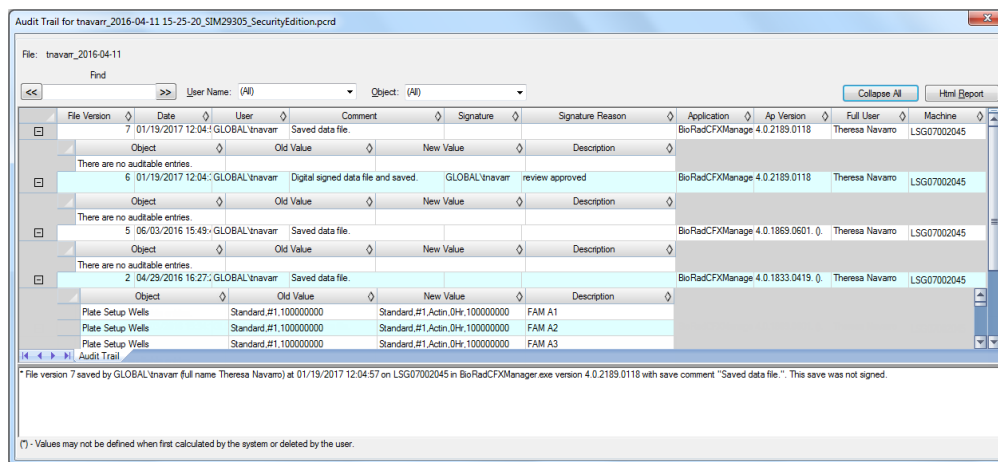 Audit Trail for tnavarr_2016-04-11 15-25-20_SIM29305_SecurityEdition.pcrd
File: tnavarr_2016-04-11
Find
<< >> User Name: (All) Object: (All) Collapse All Html Report
File Version Date User Comment Signature Signature Reason Application Ap Version Full User Machine
7 01/19/2017 12:04: GLOBAL\tnavarr Saved data file. BioRadCFXManage 4.0.2189.0118 Theresa Navarro LSG07002045
Object Old Value New Value Description
There are no auditable entries.
6 01/19/2017 12:04: GLOBAL\tnavarr Digital signed data file and saved. GLOBAL\tnavarr review approved BioRadCFXManage 4.0.2189.0118 Theresa Navarro LSG07002045
Object Old Value New Value Description
There are no auditable entries.
5 06/03/2016 15:49: GLOBAL\tnavarr Saved data file. BioRadCFXManage 4.0.1869.0601. (). Theresa Navarro LSG07002045
Object Old Value New Value Description
There are no auditable entries.
2 04/29/2016 16:27: GLOBAL\tnavarr Saved data file. BioRadCFXManage 4.0.1833.0419. (). Theresa Navarro LSG07002045
Object Old Value New Value Description
Plate Setup Wells Standard,#1,100000000 Standard,#1,Actin,0Hr,100000000 FAM A1
Plate Setup Wells Standard,#1,100000000 Standard,#1,Actin,0Hr,100000000 FAM A2
Plate Setup Wells Standard,#1,100000000 Standard,#1,Actin,0Hr,100000000 FAM A3
Audit Trail
* File version 7 saved by GLOBAL\tnavarr (full name Theresa Navarro) at 01/19/2017 12:04:57 on LSG07002045 in BioRadCFXManager.exe version 4.0.2189.0118 with save comment "Saved data file.". This save was not signed.
(*) - Values may not be defined when first calculated by the system or deleted by the user.